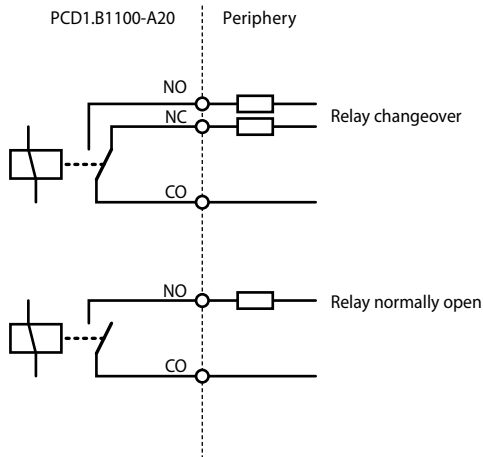 PCD1.B1100-A20 Periphery
NO
NC
Relay changeover
CO
NO
Relay normally open
CO